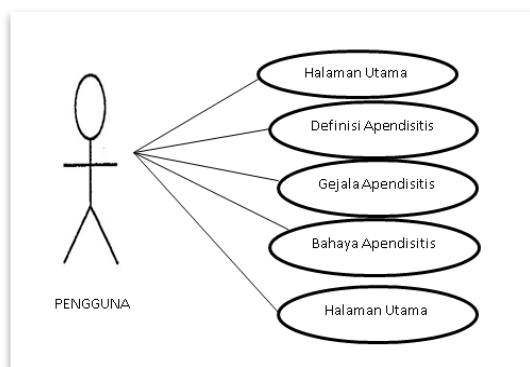 Halaman Utama
Definisi Apendisitis
Gejala Apendisitis
Bahaya Apendisitis
PENGGUNA
Halaman Utama